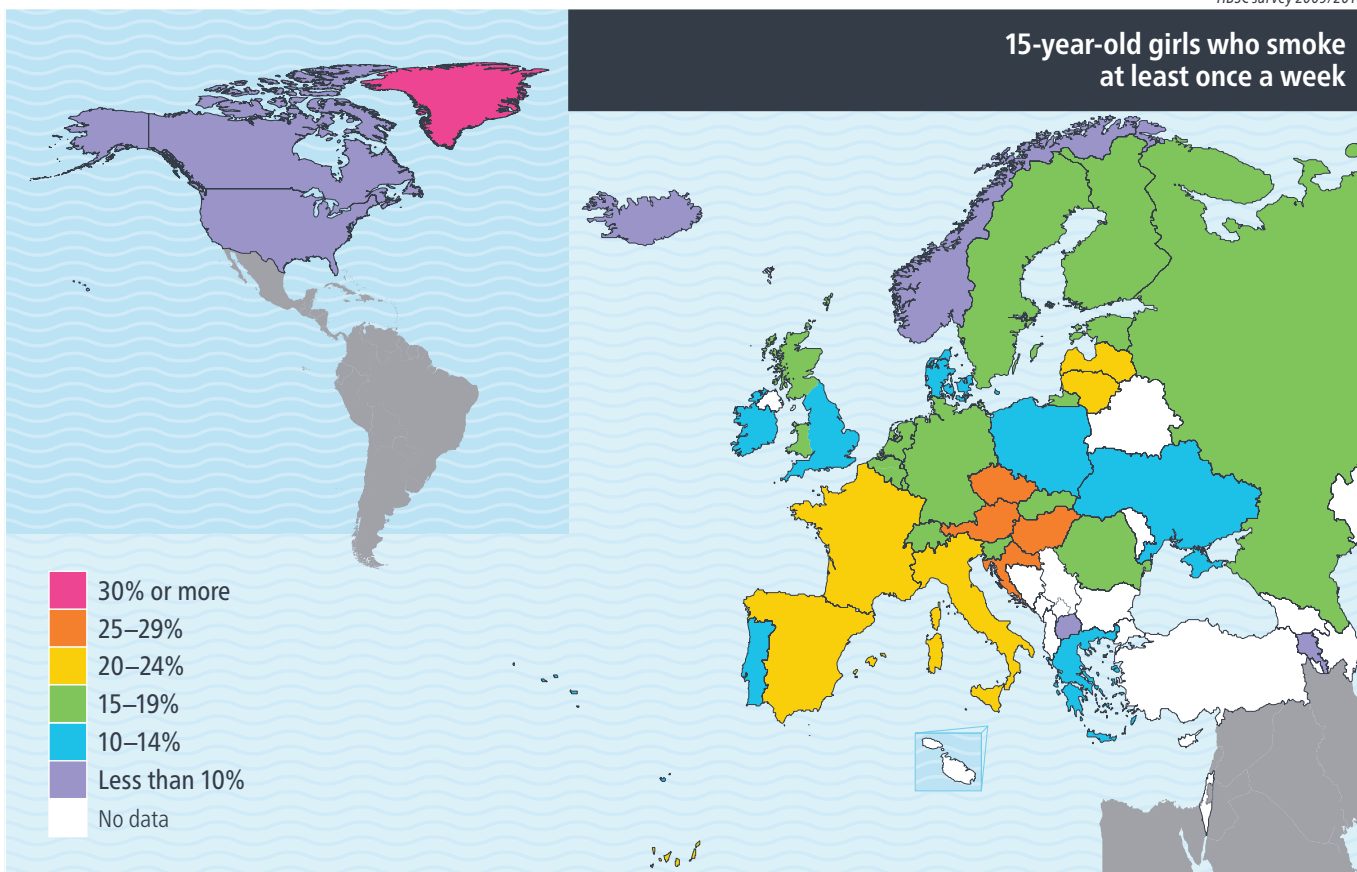 15-year-old girls who smoke
at least once a week
30% or more
25–29%
20–24%
15–19%
10–14%
Less than 10%
No data